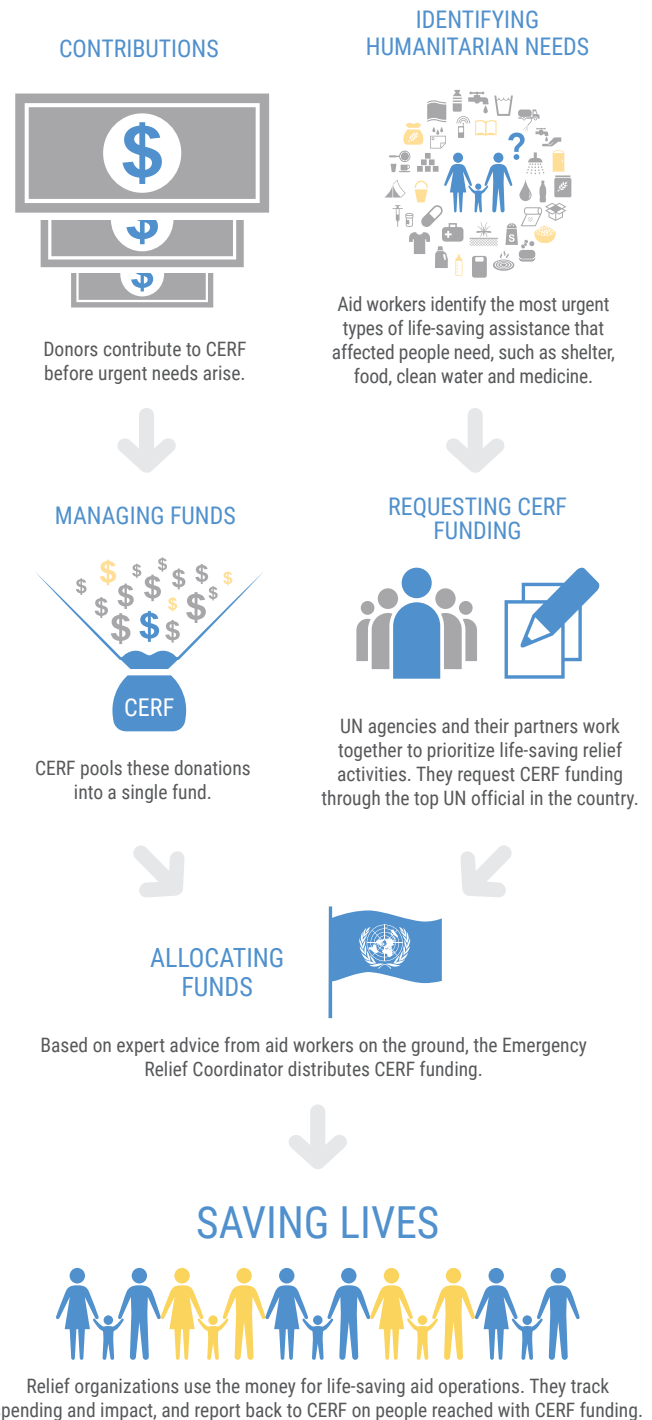 CONTRIBUTIONS
$
$
$
Donors contribute to CERF
before urgent needs arise.
IDENTIFYING
HUMANITARIAN NEEDS
?
S
Aid workers identify the most urgent
types of life-saving assistance that
affected people need, such as shelter,
food, clean water and medicine.
MANAGING FUNDS
$ $ $ $ $ $ $ $ $ $ $ $ $ $ $ $
CERF
CERF pools these donations
into a single fund.
REQUESTING CERF
FUNDING
UN agencies and their partners work
together to prioritize life-saving relief
activities. They request CERF funding
through the top UN official in the country.
ALLOCATING
FUNDS
Based on expert advice from aid workers on the ground, the Emergency
Relief Coordinator distributes CERF funding.
SAVING LIVES
Relief organizations use the money for life-saving aid operations. They track
spending and impact, and report back to CERF on people reached with CERF funding.